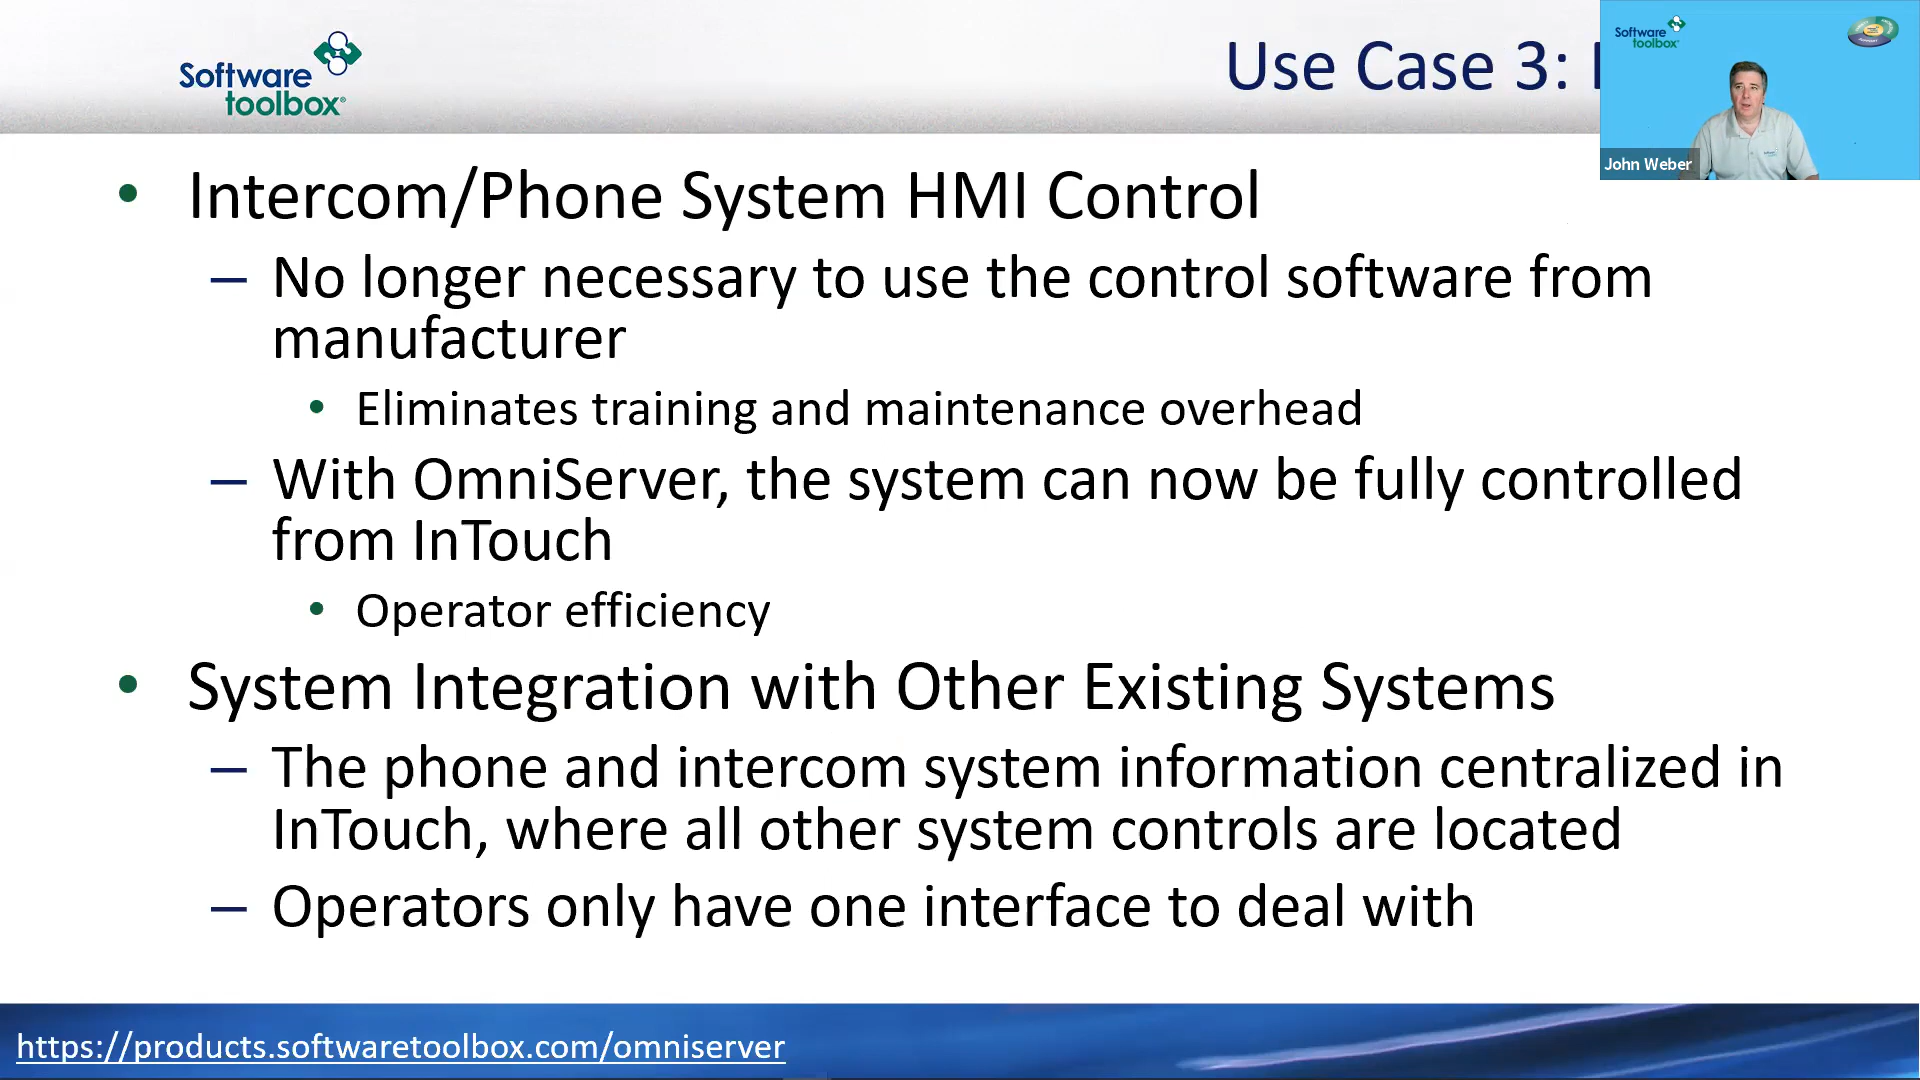 Software
toolbox®
Use Case 3:
Software
toolbox
John Weber
• Intercom/Phone System HMI Control
– No longer necessary to use the control software from
manufacturer
• Eliminates training and maintenance overhead
– With OmniServer, the system can now be fully controlled
from InTouch
• Operator efficiency
• System Integration with Other Existing Systems
– The phone and intercom system information centralized in
InTouch, where all other system controls are located
– Operators only have one interface to deal with
https://products.softwaretoolbox.com/omniserver